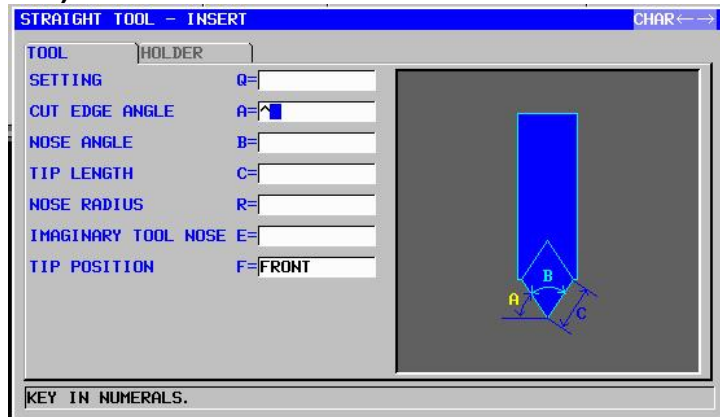 STRAIGHT TOOL - INSERT CHAR←→
TOOL HOLDER
SETTING Q=
CUT EDGE ANGLE A=^
NOSE ANGLE B=
TIP LENGTH C=
NOSE RADIUS R=
IMAGINARY TOOL NOSE E=
TIP POSITION F=FRONT
B
A
C
KEY IN NUMERALS.